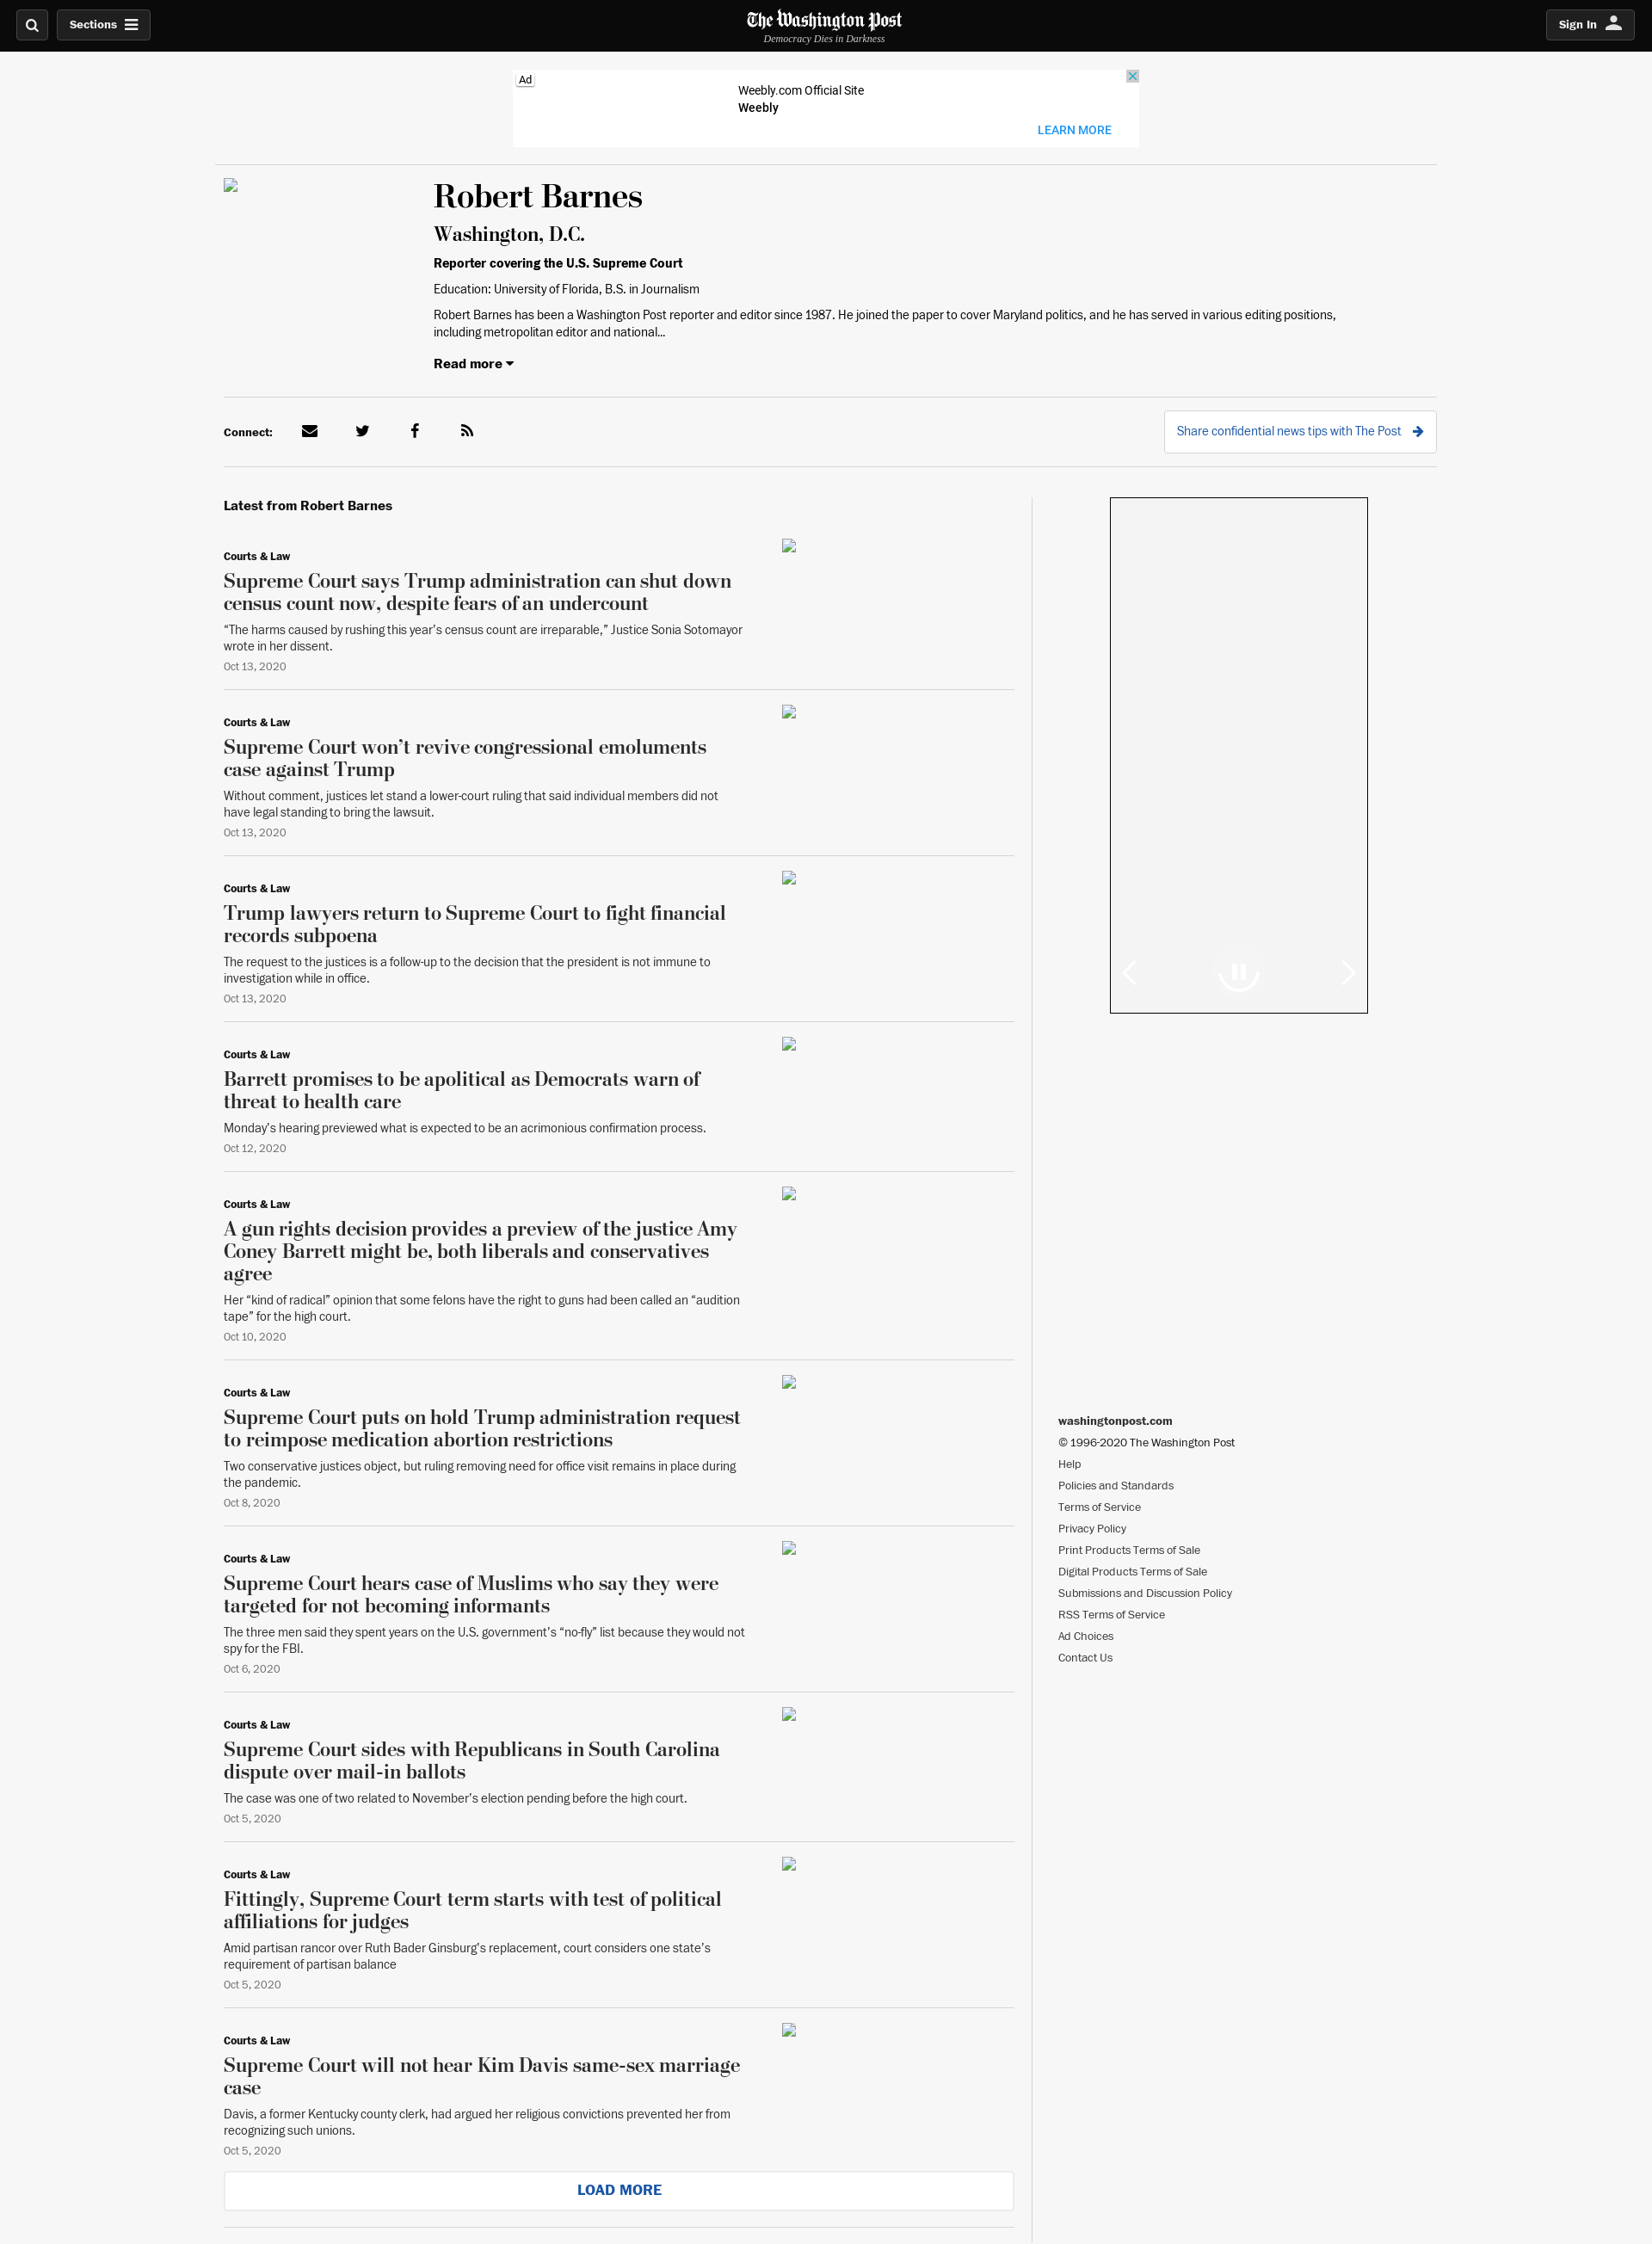 Sections
The Washington Post
Democracy Dies in Darkness
Sign In
Ad
Weebly.com Official Site
Weebly
LEARN MORE
Robert Barnes
Washington, D.C.
Reporter covering the U.S. Supreme Court
Education: University of Florida, B.S. in Journalism
Robert Barnes has been a Washington Post reporter and editor since 1987. He joined the paper to cover Maryland politics, and he has served in various editing positions,
including metropolitan editor and national...
Read more
Connect:
Share confidential news tips with The Post
Latest from Robert Barnes
Courts & Law
Supreme Court says Trump administration can shut down
census count now, despite fears of an undercount
“The harms caused by rushing this year’s census count are irreparable,” Justice Sonia Sotomayor
wrote in her dissent.
Oct 13, 2020
Courts & Law
Supreme Court won’t revive congressional emoluments
case against Trump
Without comment, justices let stand a lower-court ruling that said individual members did not
have legal standing to bring the lawsuit.
Oct 13, 2020
Courts & Law
Trump lawyers return to Supreme Court to fight financial
records subpoena
The request to the justices is a follow-up to the decision that the president is not immune to
investigation while in office.
Oct 13, 2020
Courts & Law
Barrett promises to be apolitical as Democrats warn of
threat to health care
Monday’s hearing previewed what is expected to be an acrimonious confirmation process.
Oct 12, 2020
Courts & Law
A gun rights decision provides a preview of the justice Amy
Coney Barrett might be, both liberals and conservatives
agree
Her “kind of radical” opinion that some felons have the right to guns had been called an “audition
tape” for the high court.
Oct 10, 2020
Courts & Law
Supreme Court puts on hold Trump administration request
to reimpose medication abortion restrictions
Two conservative justices object, but ruling removing need for office visit remains in place during
the pandemic.
Oct 8, 2020
Courts & Law
Supreme Court hears case of Muslims who say they were
targeted for not becoming informants
The three men said they spent years on the U.S. government’s “no-fly” list because they would not
spy for the FBI.
Oct 6, 2020
Courts & Law
Supreme Court sides with Republicans in South Carolina
dispute over mail-in ballots
The case was one of two related to November’s election pending before the high court.
Oct 5, 2020
Courts & Law
Fittingly, Supreme Court term starts with test of political
affiliations for judges
Amid partisan rancor over Ruth Bader Ginsburg’s replacement, court considers one state’s
requirement of partisan balance
Oct 5, 2020
Courts & Law
Supreme Court will not hear Kim Davis same-sex marriage
case
Davis, a former Kentucky county clerk, had argued her religious convictions prevented her from
recognizing such unions.
Oct 5, 2020
LOAD MORE
washingtonpost.com
© 1996-2020 The Washington Post
Help
Policies and Standards
Terms of Service
Privacy Policy
Print Products Terms of Sale
Digital Products Terms of Sale
Submissions and Discussion Policy
RSS Terms of Service
Ad Choices
Contact Us